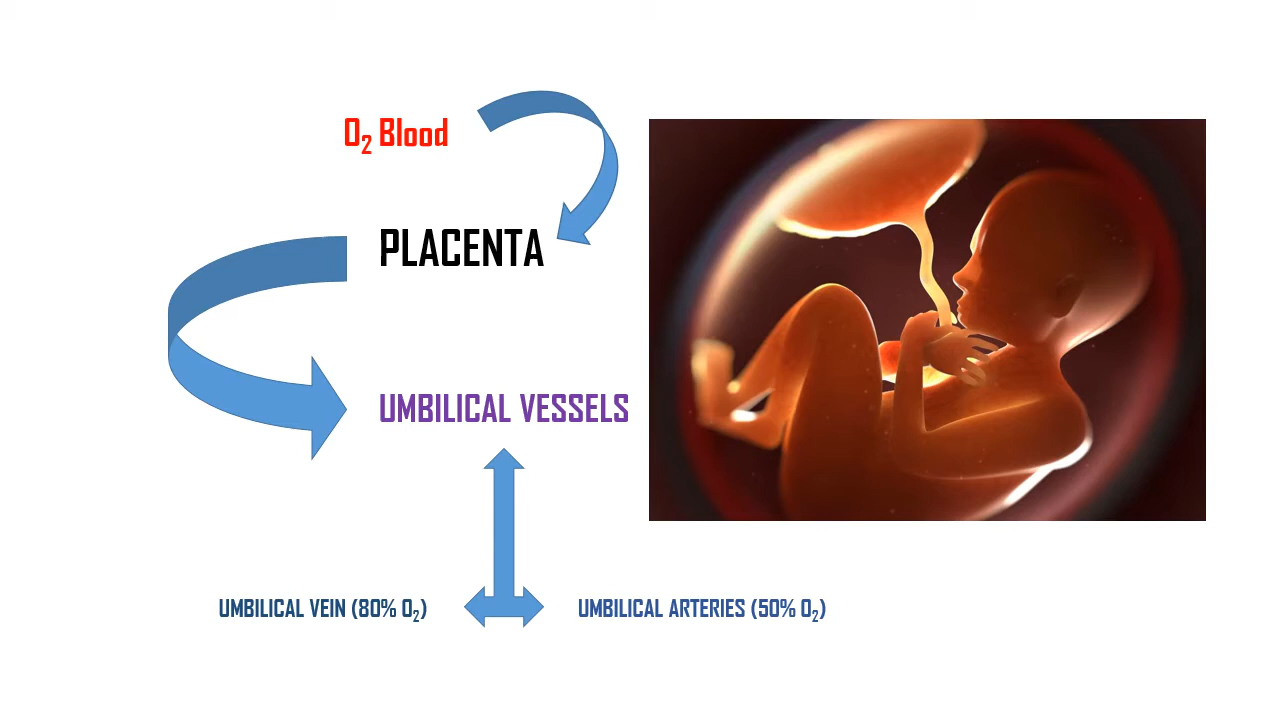 O₂ Blood
PLACENTA
UMBILICAL VESSELS
UMBILICAL VEIN (80% O₂)
UMBILICAL ARTERIES (50% O₂)